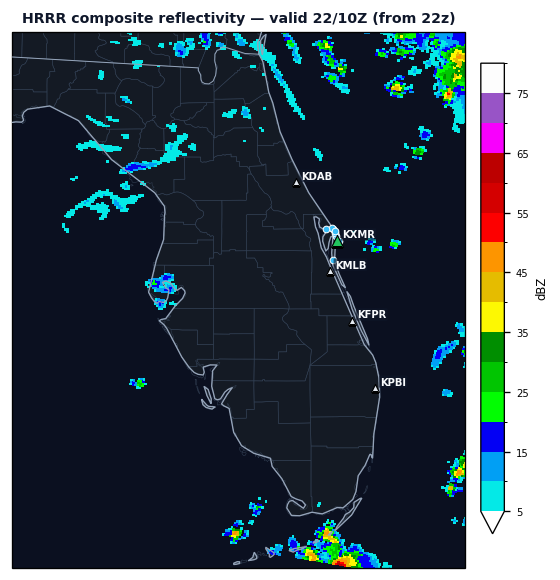 HRRR composite reflectivity — valid 22/10Z (from 22z)
KDAB
KXMR
KMLB
KFPR
KPBI
75
65
55
45
35
25
15
5
dBZ